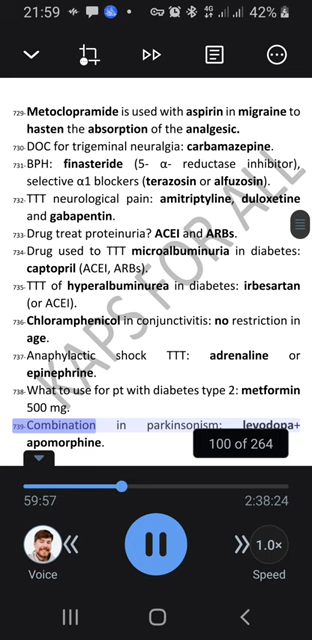 21:59
4G
42%
729- Metoclopramide is used with aspirin in migraine to
hasten the absorption of the analgesic.
730- DOC for trigeminal neuralgia: carbamazepine.
731- BPH: finasteride (5- α- reductase inhibitor),
selective α1 blockers (terazosin or alfuzosin).
732- TTT neurological pain: amitriptyline, duloxetine
and gabapentin.
733- Drug treat proteinuria? ACEI and ARBs.
734- Drug used to TTT microalbuminuria in diabetes:
captopril (ACEI, ARBs).
735- TTT of hyperalbuminurea in diabetes: irbesartan
(or ACEI).
736- Chloramphenicol in conjunctivitis: no restriction in
age.
737- Anaphylactic shock TTT: adrenaline or
epinephrine.
738- What to use for pt with diabetes type 2: metformin
500 mg.
739- Combination in parkinsonism: levodopa+
apomorphine.
KAPS FOR ALL
100 of 264
59:57
2:38:24
1.0×
Voice
Speed